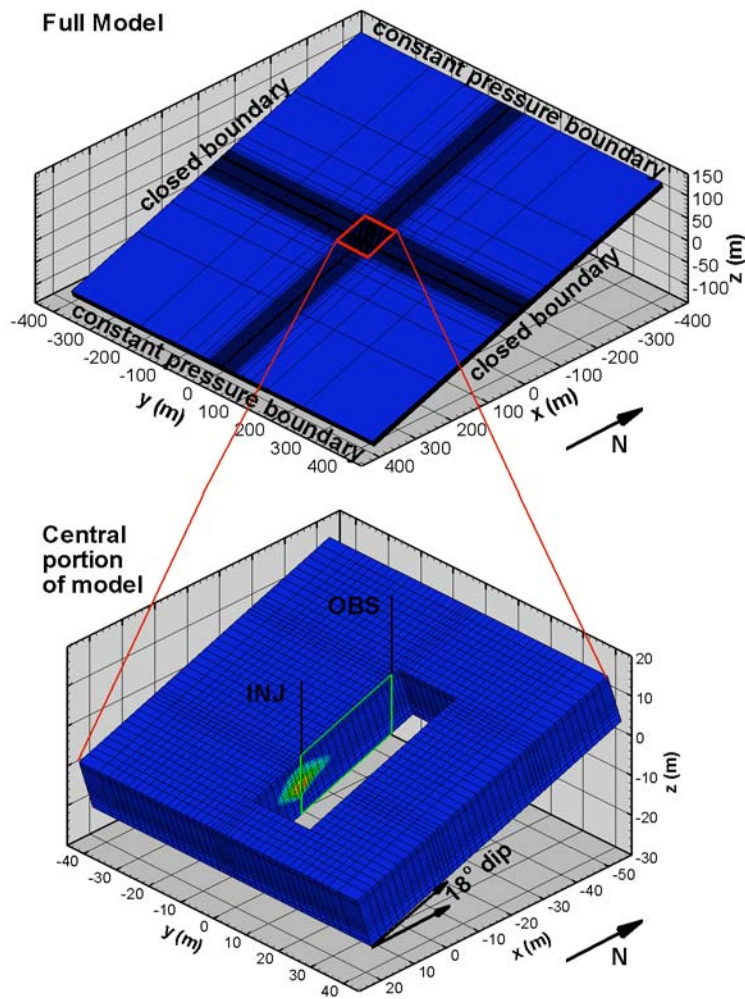 Full Model
constant pressure boundary
closed boundary
150
100
50
0
-50
-100
z (m)
-400
-300
-200
-100
0
100
200
300
400
y (m)
constant pressure boundary
closed boundary
-400
-300
-200
-100
0
100
200
300
400
x (m)
N
Central
portion
of model
OBS
INJ
20
10
0
-10
-20
-30
z (m)
18° dip
-40
-30
-20
-10
0
10
20
30
40
y (m)
-50
-40
-30
-20
-10
0
10
20
x (m)
N